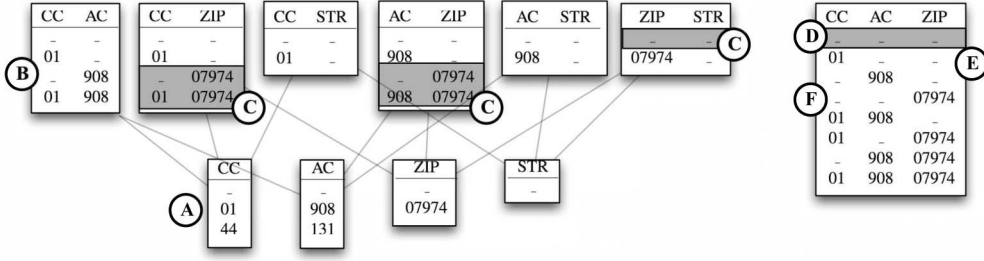 CC AC
_ _
01 _
B
_ 908
01 908
CC ZIP
_ _
01 _
_ 07974
01 07974
C
CC STR
_ _
01 _
AC ZIP
_ _
908 _
_ 07974
908 07974
C
AC STR
_ _
908 _
ZIP STR
_ _
C
07974 _
CC
_
A
01
44
AC
_
908
131
ZIP
_
07974
STR
_
CC AC ZIP
D
_ _ _
01 _ _
E
_ 908 _
F
_ _ 07974
01 908 _
01 _ 07974
_ 908 07974
01 908 07974